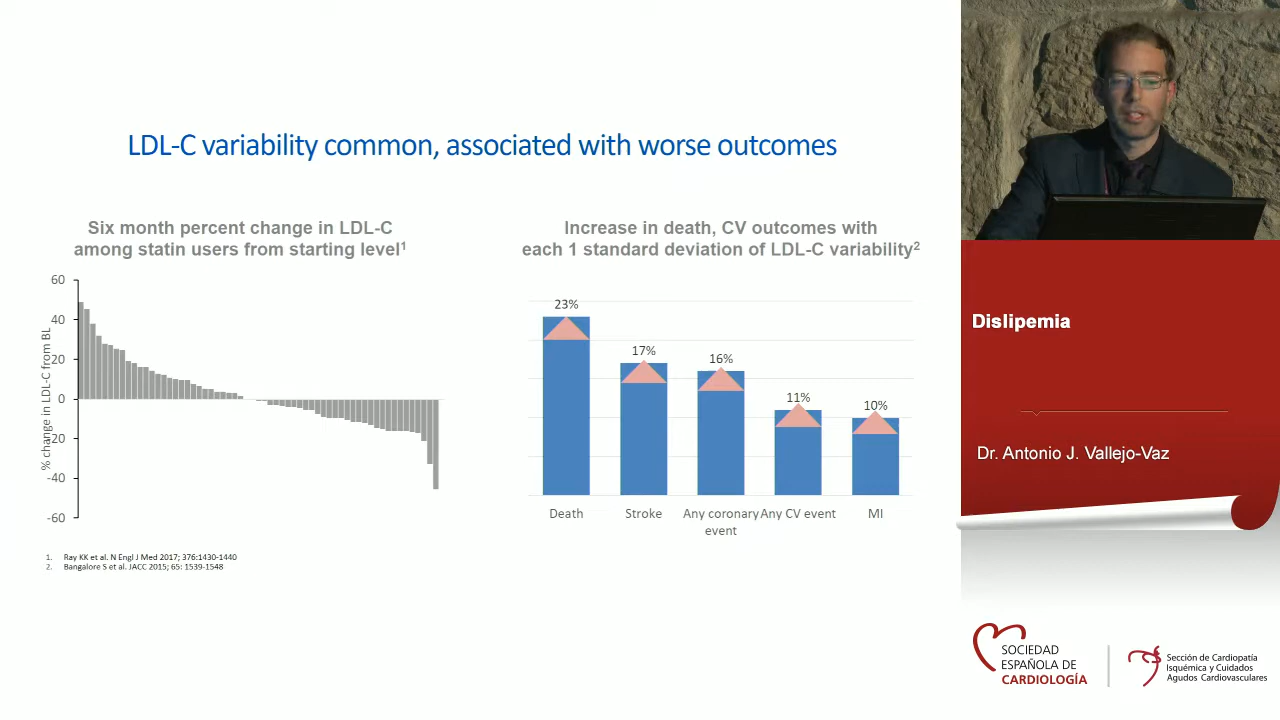 LDL-C variability common, associated with worse outcomes
Six month percent change in LDL-C
among statin users from starting level1
% change in LDL-C from BL
60
40
20
0
-20
-40
-60
Increase in death, CV outcomes with
each 1 standard deviation of LDL-C variability2
23%
17%
16%
11%
10%
Death
Stroke
Any coronary
event
Any CV event
MI
1. Ray KK et al. N Engl J Med 2017; 376:1430-1440
2. Bangalore S et al. JACC 2015; 65: 1539-1548
Dislipemia
Dr. Antonio J. Vallejo-Vaz
SOCIEDAD
ESPAÑOLA DE
CARDIOLOGÍA
Sección de Cardiopatía
Isquémica y Cuidados
Agudos Cardiovasculares